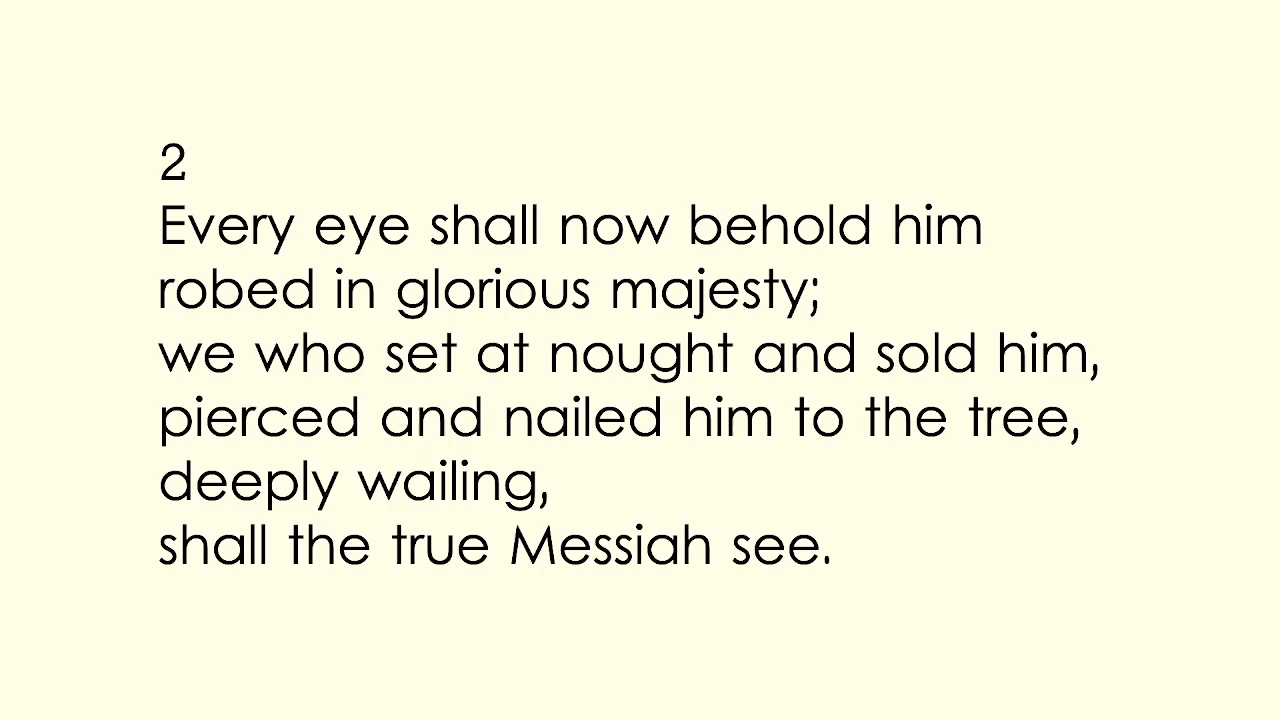 2
Every eye shall now behold him
robed in glorious majesty;
we who set at nought and sold him,
pierced and nailed him to the tree,
deeply wailing,
shall the true Messiah see.